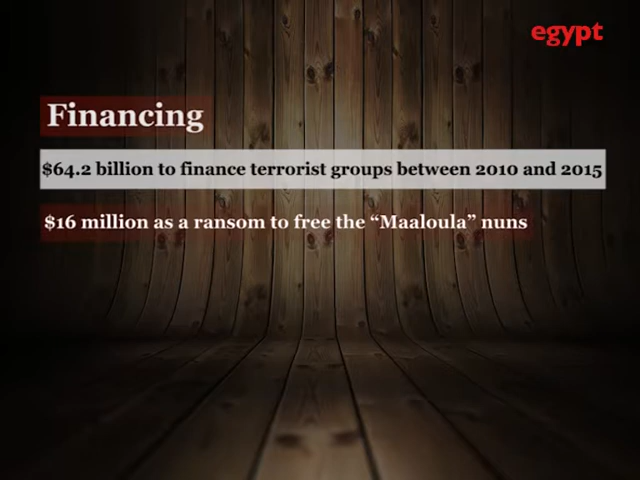 egypt
Financing
$64.2 billion to finance terrorist groups between 2010 and 2015
$16 million as a ransom to free the “Maaloula” nuns